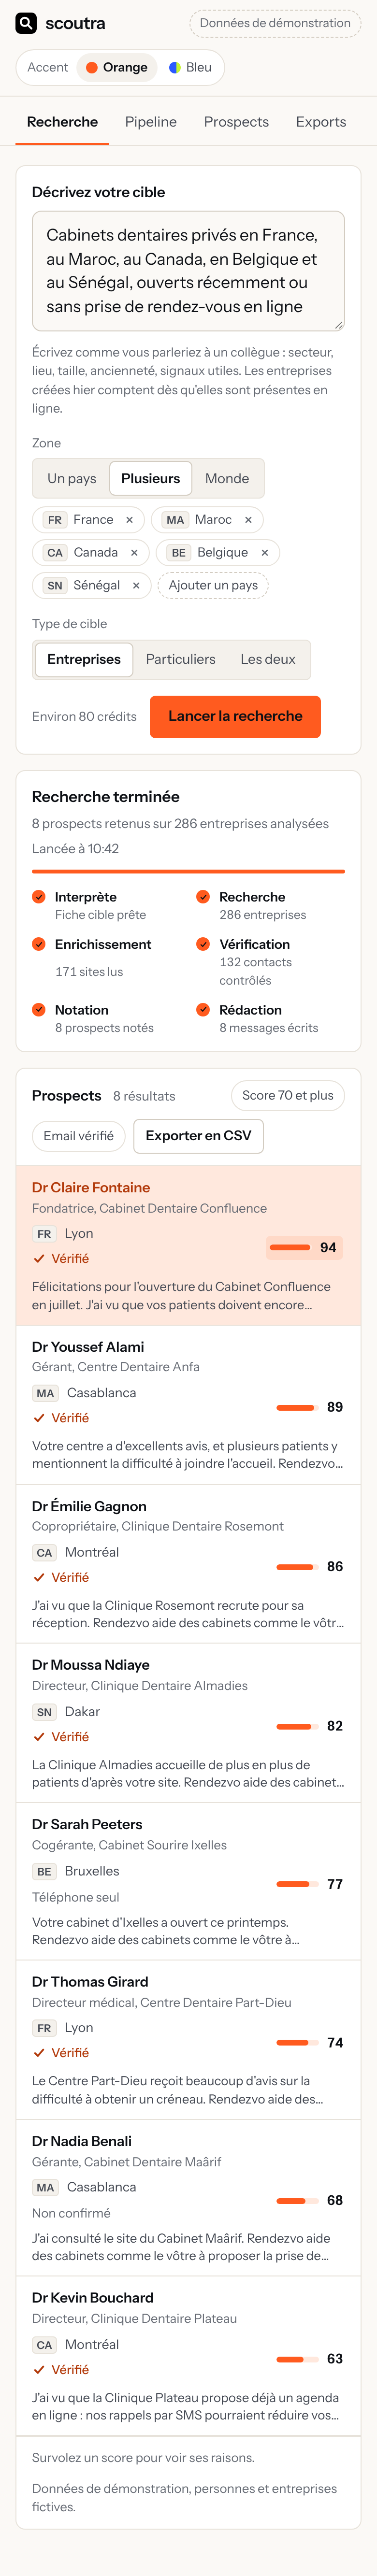 scoutra
Données de démonstration
Accent
Orange
Bleu
Recherche
Pipeline
Prospects
Exports
Décrivez votre cible
Cabinets dentaires privés en France,
au Maroc, au Canada, en Belgique et
au Sénégal, ouverts récemment ou
sans prise de rendez-vous en ligne
Écrivez comme vous parleriez à un collègue : secteur,
lieu, taille, ancienneté, signaux utiles. Les entreprises
créées hier comptent dès qu'elles sont présentes en
ligne.
Zone
Un pays
Plusieurs
Monde
FR France ×
MA Maroc ×
CA Canada ×
BE Belgique ×
SN Sénégal ×
Ajouter un pays
Type de cible
Entreprises
Particuliers
Les deux
Environ 80 crédits
Lancer la recherche
Recherche terminée
8 prospects retenus sur 286 entreprises analysées
Lancée à 10:42
Interprète
Fiche cible prête
Recherche
286 entreprises
Enrichissement
171 sites lus
Vérification
132 contacts
contrôlés
Notation
8 prospects notés
Rédaction
8 messages écrits
Prospects
8 résultats
Score 70 et plus
Email vérifié
Exporter en CSV
Dr Claire Fontaine
Fondatrice, Cabinet Dentaire Confluence
FR Lyon
94
Vérifié
Félicitations pour l'ouverture du Cabinet Confluence
en juillet. J'ai vu que vos patients doivent encore…
Dr Youssef Alami
Gérant, Centre Dentaire Anfa
MA Casablanca
89
Vérifié
Votre centre a d'excellents avis, et plusieurs patients y
mentionnent la difficulté à joindre l'accueil. Rendezvo…
Dr Émilie Gagnon
Copropriétaire, Clinique Dentaire Rosemont
CA Montréal
86
Vérifié
J'ai vu que la Clinique Rosemont recrute pour sa
réception. Rendezvo aide des cabinets comme le vôtr…
Dr Moussa Ndiaye
Directeur, Clinique Dentaire Almadies
SN Dakar
82
Vérifié
La Clinique Almadies accueille de plus en plus de
patients d'après votre site. Rendezvo aide des cabinet…
Dr Sarah Peeters
Cogérante, Cabinet Sourire Ixelles
BE Bruxelles
77
Téléphone seul
Votre cabinet d'Ixelles a ouvert ce printemps.
Rendezvo aide des cabinets comme le vôtre à…
Dr Thomas Girard
Directeur médical, Centre Dentaire Part-Dieu
FR Lyon
74
Vérifié
Le Centre Part-Dieu reçoit beaucoup d'avis sur la
difficulté à obtenir un créneau. Rendezvo aide des…
Dr Nadia Benali
Gérante, Cabinet Dentaire Maârif
MA Casablanca
68
Non confirmé
J'ai consulté le site du Cabinet Maârif. Rendezvo aide
des cabinets comme le vôtre à proposer la prise de…
Dr Kevin Bouchard
Directeur, Clinique Dentaire Plateau
CA Montréal
63
Vérifié
J'ai vu que la Clinique Plateau propose déjà un agenda
en ligne : nos rappels par SMS pourraient réduire vos…
Survolez un score pour voir ses raisons.
Données de démonstration, personnes et entreprises
fictives.